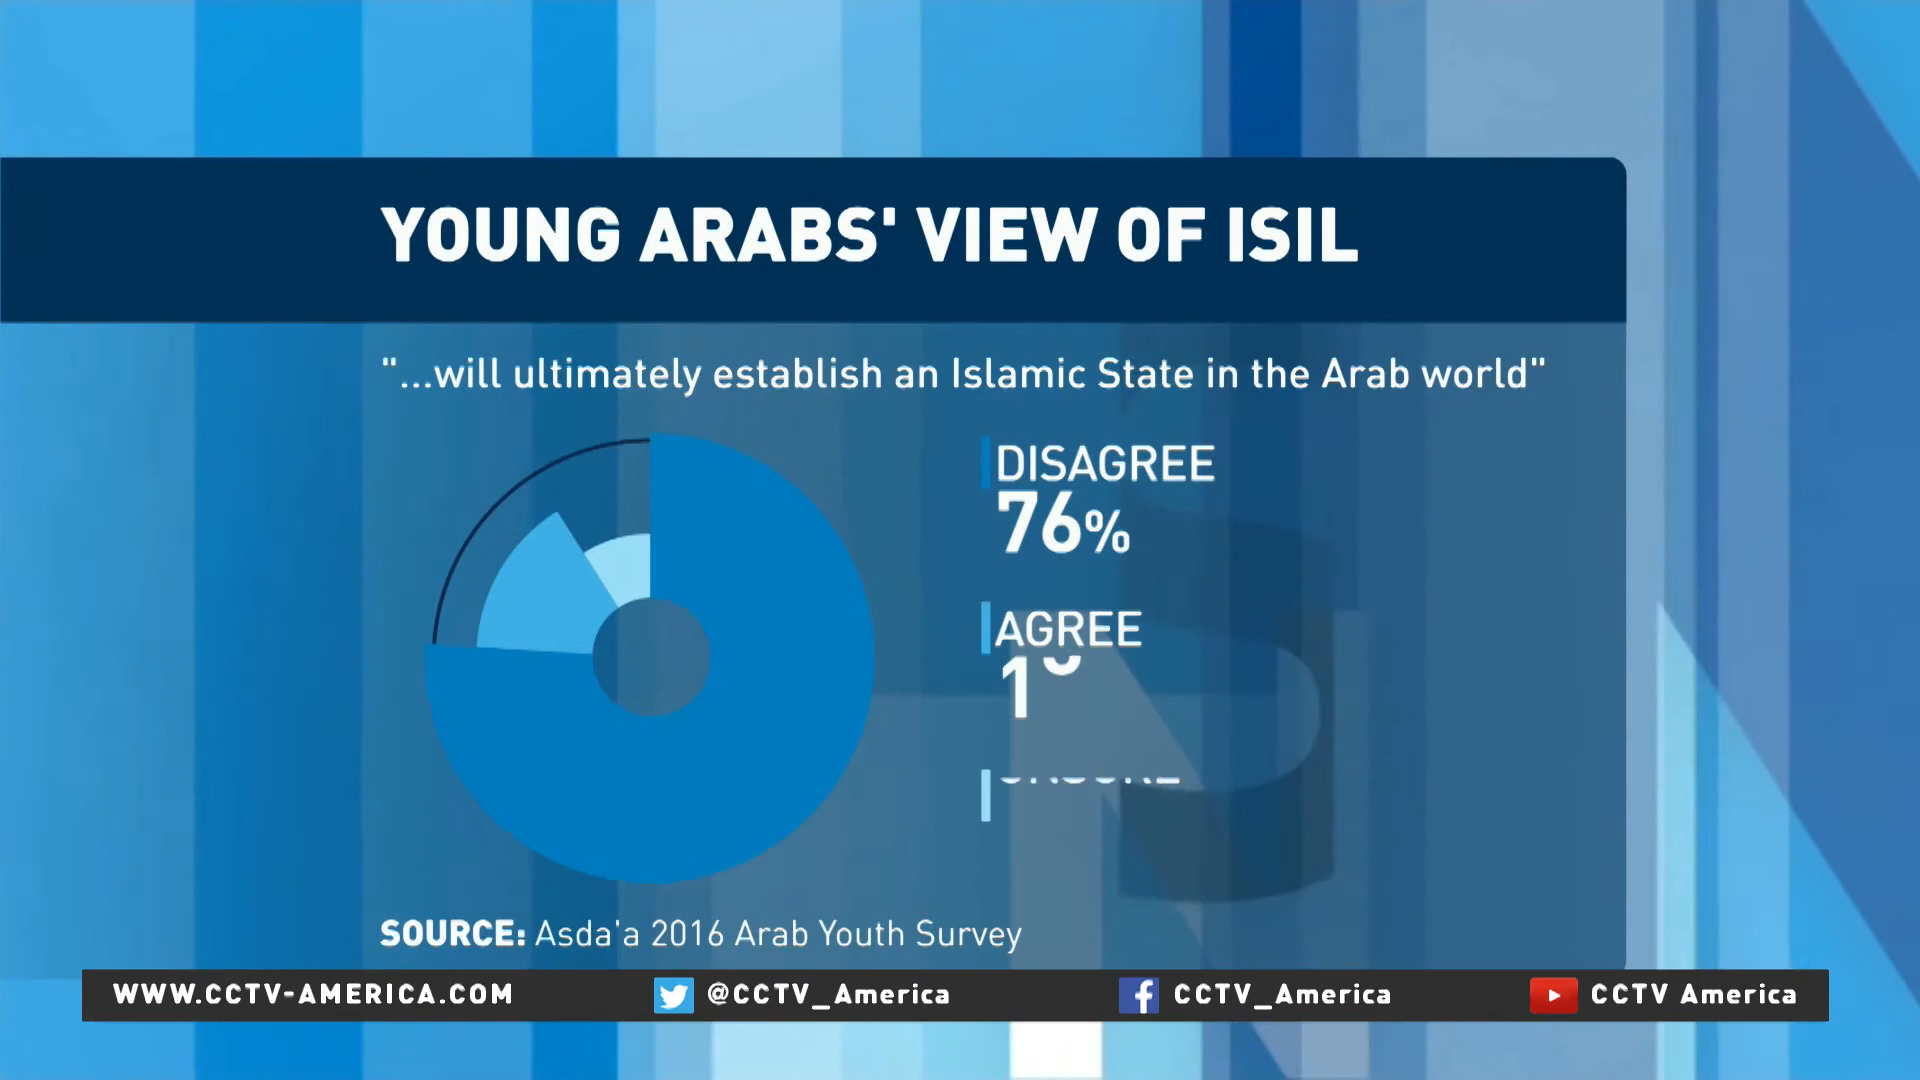 YOUNG ARABS' VIEW OF ISIL
"...will ultimately establish an Islamic State in the Arab world"
DISAGREE
76%
AGREE
1
SOURCE: Asda'a 2016 Arab Youth Survey
WWW.CCTV-AMERICA.COM
@CCTV_America
CCTV_America
CCTV America